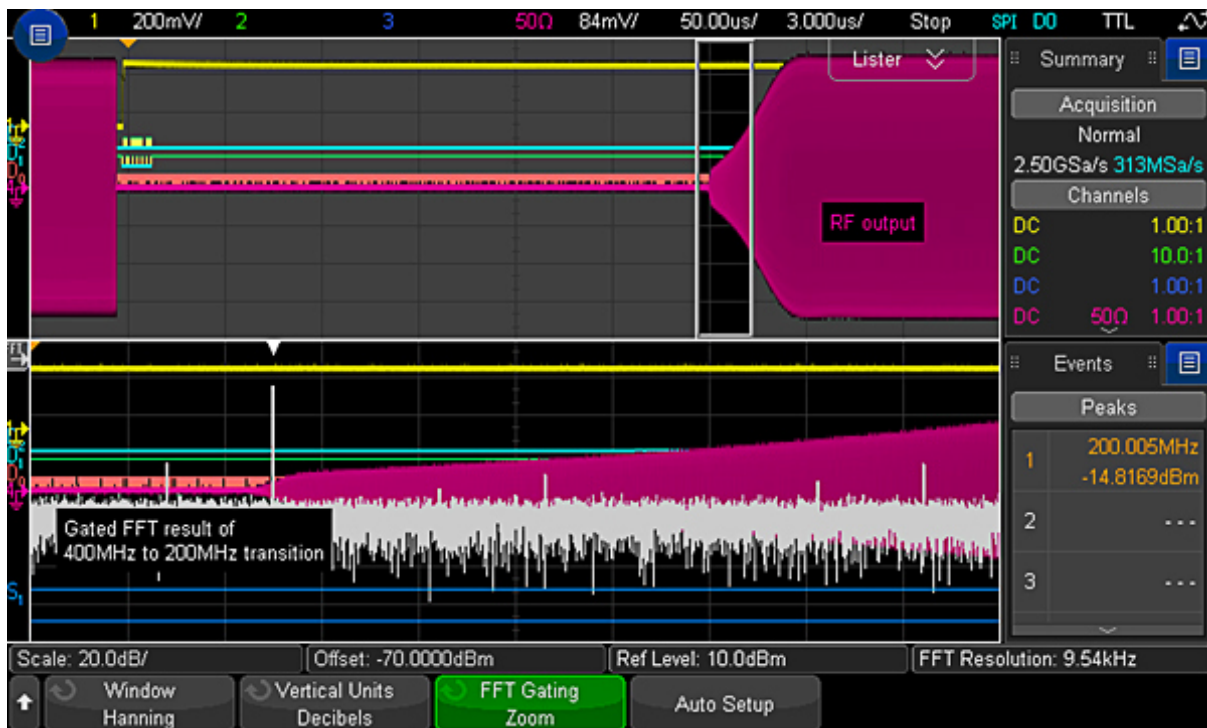 1 200mV/ 2 3 50Ω 84mV/ 50.00us/ 3.000us/ Stop SPI D0 TTL
Lister
Summary
Acquisition
Normal
2.50GSa/s 313MSa/s
Channels
DC 1.00:1
DC 10.0:1
DC 1.00:1
DC 50Ω 1.00:1
RF output
Events
Peaks
1 200.005MHz
-14.8169dBm
2 ---
3 ---
Gated FFT result of
400MHz to 200MHz transition
S1
Scale: 20.0dB/ Offset: -70.0000dBm Ref Level: 10.0dBm FFT Resolution: 9.54kHz
Window
Hanning
Vertical Units
Decibels
FFT Gating
Zoom
Auto Setup